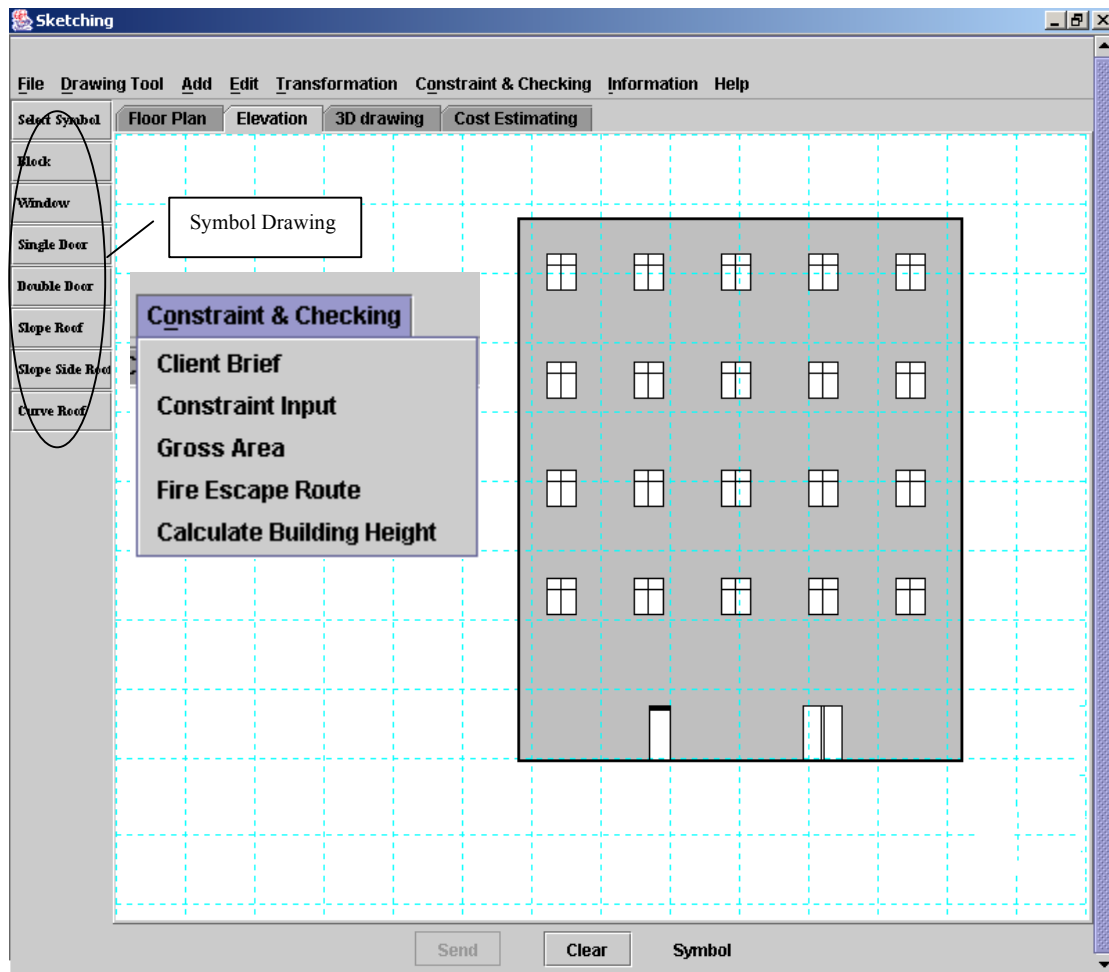 Sketching
File Drawing Tool Add Edit Transformation Constraint & Checking Information Help
Select Symbol
Floor Plan Elevation 3D drawing Cost Estimating
Block
Window
Single Door
Double Door
Slope Roof
Slope Side Roof
Curve Roof
Symbol Drawing
Constraint & Checking
Client Brief
Constraint Input
Gross Area
Fire Escape Route
Calculate Building Height
Send Clear Symbol